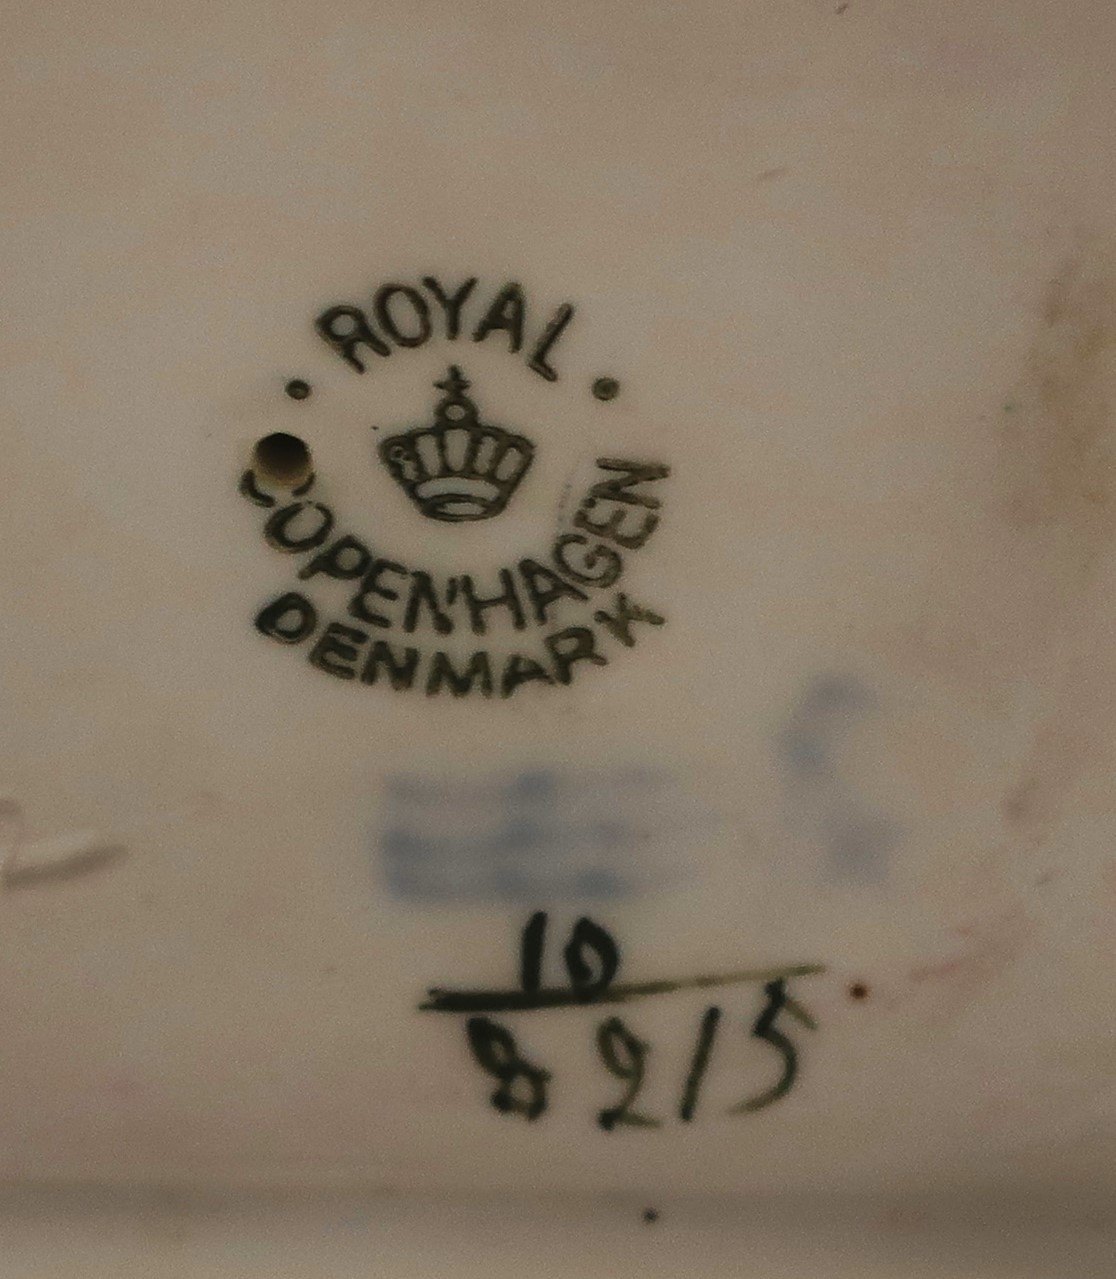 ROYAL
COPENHAGEN
DENMARK
10
8215